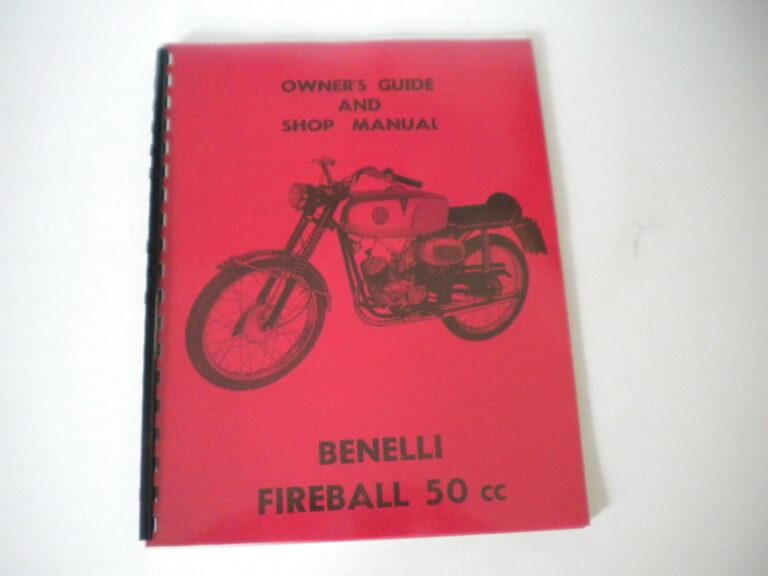 OWNER'S GUIDE
AND
SHOP MANUAL
BENELLI
FIREBALL 50 cc